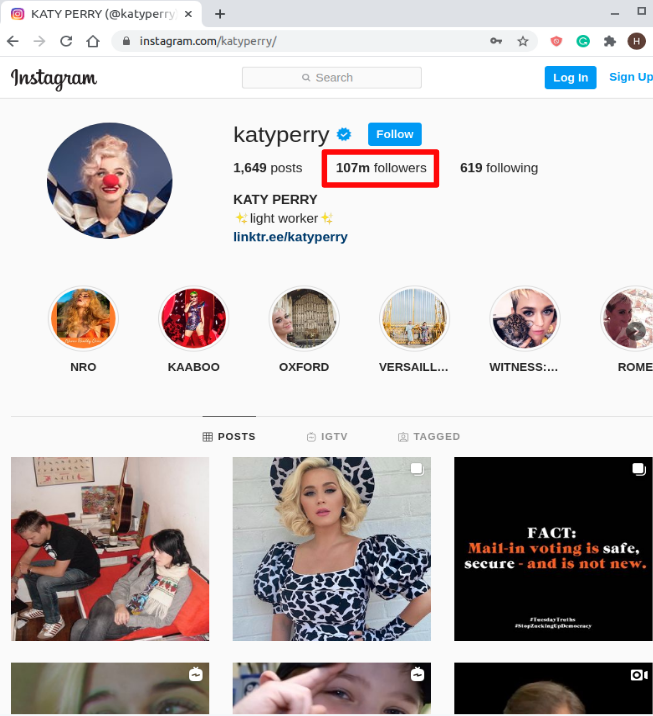 KATY PERRY (@katyperry
instagram.com/katyperry/
H
Instagram
Search
Log In
Sign Up
katyperry
Follow
1,649 posts
107m followers
619 following
KATY PERRY
✨light worker✨
linktr.ee/katyperry
NRO
KAABOO
OXFORD
VERSAILL...
WITNESS:...
ROME
POSTS
IGTV
TAGGED
FACT:
Mail-in voting is safe,
secure - and is not new.
#TuesdayTruths
#StopZuckingUpDemocracy